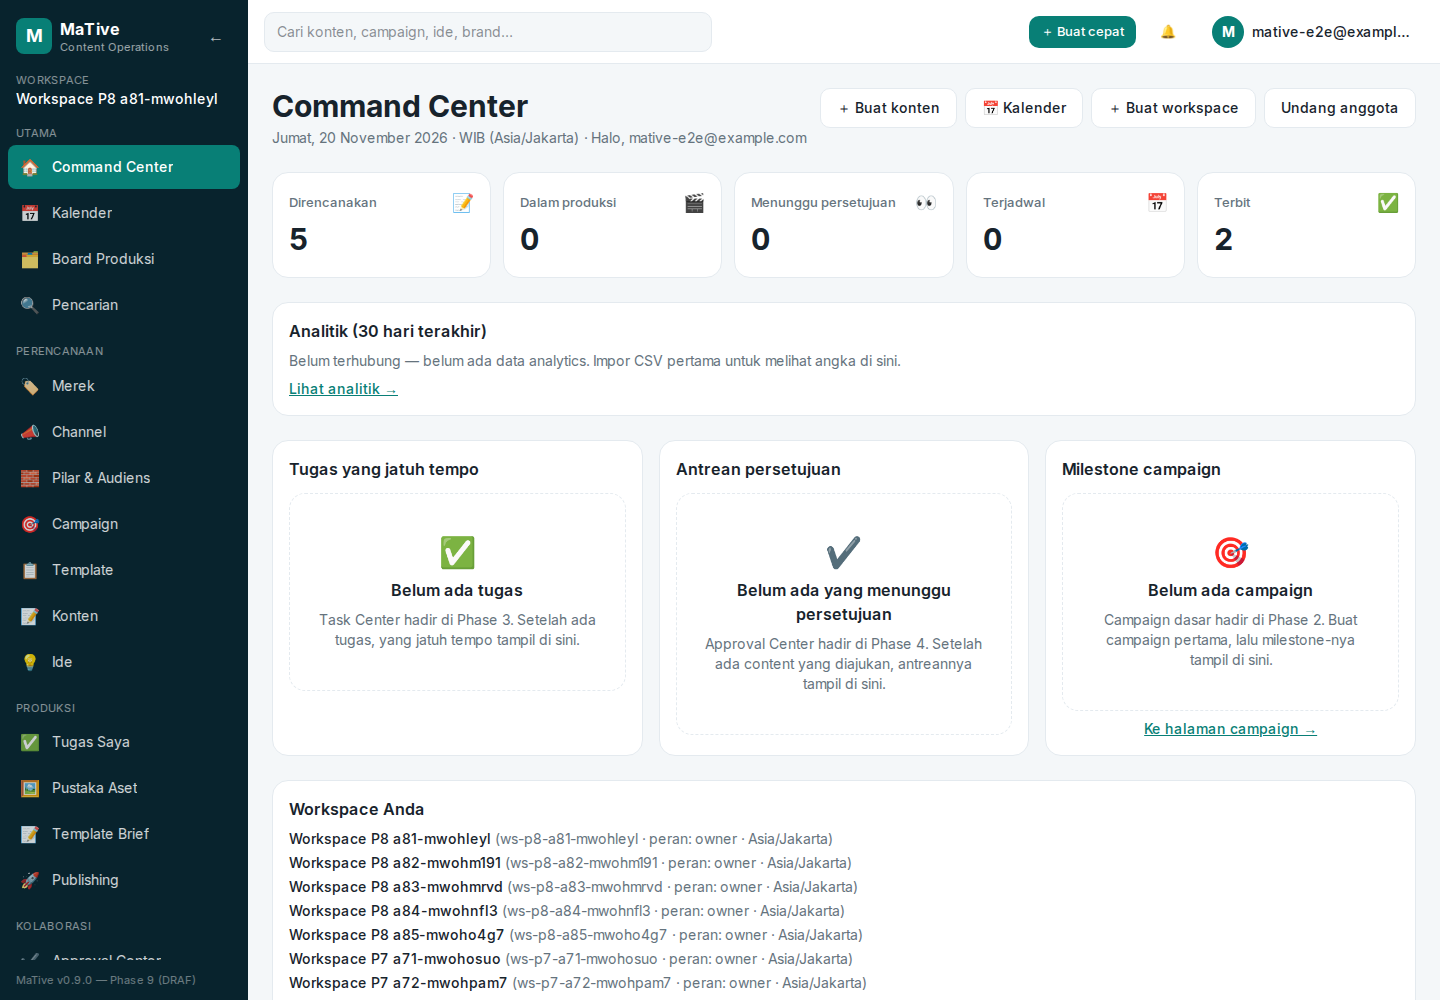 M
MaTive
Content Operations
←
WORKSPACE
Workspace P8 a81-mwohleyl
UTAMA
Command Center
Kalender
Board Produksi
Pencarian
PERENCANAAN
Merek
Channel
Pilar & Audiens
Campaign
Template
Konten
Ide
PRODUKSI
Tugas Saya
Pustaka Aset
Template Brief
Publishing
KOLABORASI
Approval Center
MaTive v0.9.0 — Phase 9 (DRAF)
Cari konten, campaign, ide, brand...
+ Buat cepat
M mative-e2e@exampl...
Command Center
Jumat, 20 November 2026 · WIB (Asia/Jakarta) · Halo, mative-e2e@example.com
+ Buat konten
Kalender
+ Buat workspace
Undang anggota
Direncanakan
5
Dalam produksi
0
Menunggu persetujuan
0
Terjadwal
0
Terbit
2
Analitik (30 hari terakhir)
Belum terhubung — belum ada data analytics. Impor CSV pertama untuk melihat angka di sini.
Lihat analitik →
Tugas yang jatuh tempo
Belum ada tugas
Task Center hadir di Phase 3. Setelah ada
tugas, yang jatuh tempo tampil di sini.
Antrean persetujuan
Belum ada yang menunggu
persetujuan
Approval Center hadir di Phase 4. Setelah
ada content yang diajukan, antreannya
tampil di sini.
Milestone campaign
Belum ada campaign
Campaign dasar hadir di Phase 2. Buat
campaign pertama, lalu milestone-nya
tampil di sini.
Ke halaman campaign →
Workspace Anda
Workspace P8 a81-mwohleyl (ws-p8-a81-mwohleyl · peran: owner · Asia/Jakarta)
Workspace P8 a82-mwohm191 (ws-p8-a82-mwohm191 · peran: owner · Asia/Jakarta)
Workspace P8 a83-mwohmrvd (ws-p8-a83-mwohmrvd · peran: owner · Asia/Jakarta)
Workspace P8 a84-mwohnfl3 (ws-p8-a84-mwohnfl3 · peran: owner · Asia/Jakarta)
Workspace P8 a85-mwoho4g7 (ws-p8-a85-mwoho4g7 · peran: owner · Asia/Jakarta)
Workspace P7 a71-mwohosuo (ws-p7-a71-mwohosuo · peran: owner · Asia/Jakarta)
Workspace P7 a72-mwohpam7 (ws-p7-a72-mwohpam7 · peran: owner · Asia/Jakarta)